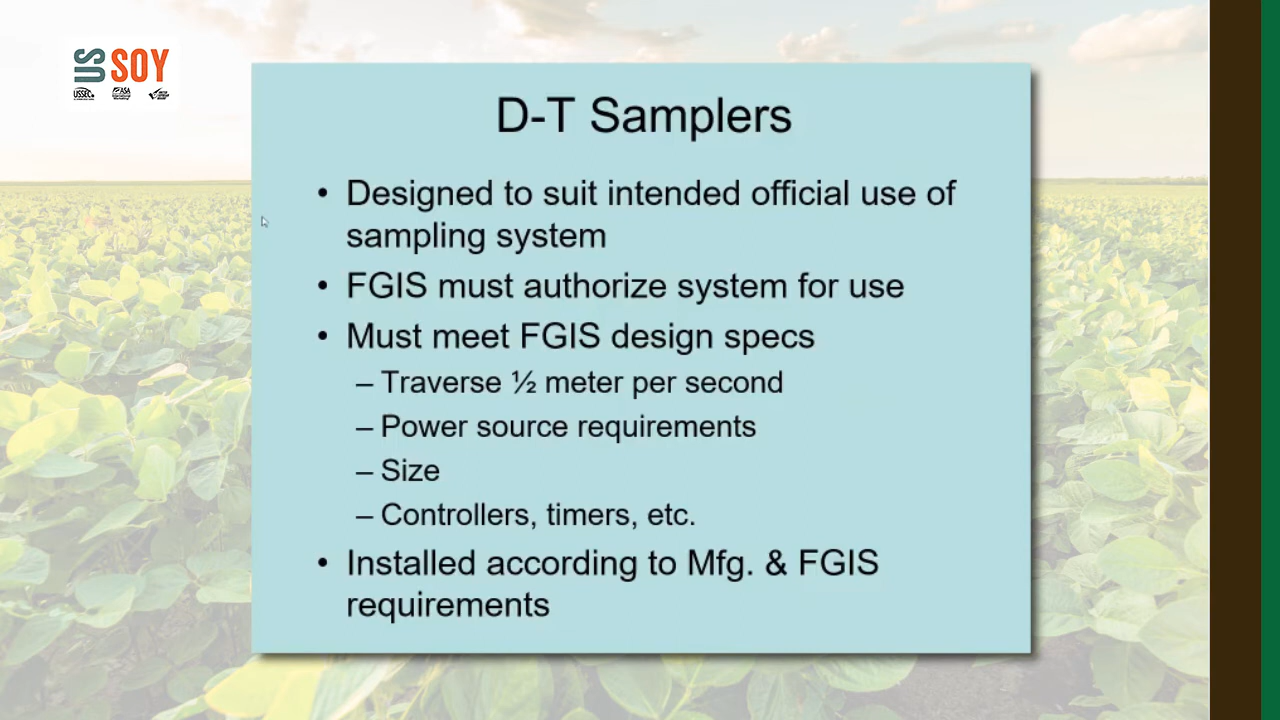 US SOY
USSEC.
D-T Samplers
• Designed to suit intended official use of
sampling system
• FGIS must authorize system for use
• Must meet FGIS design specs
– Traverse ½ meter per second
– Power source requirements
– Size
– Controllers, timers, etc.
• Installed according to Mfg. & FGIS
requirements